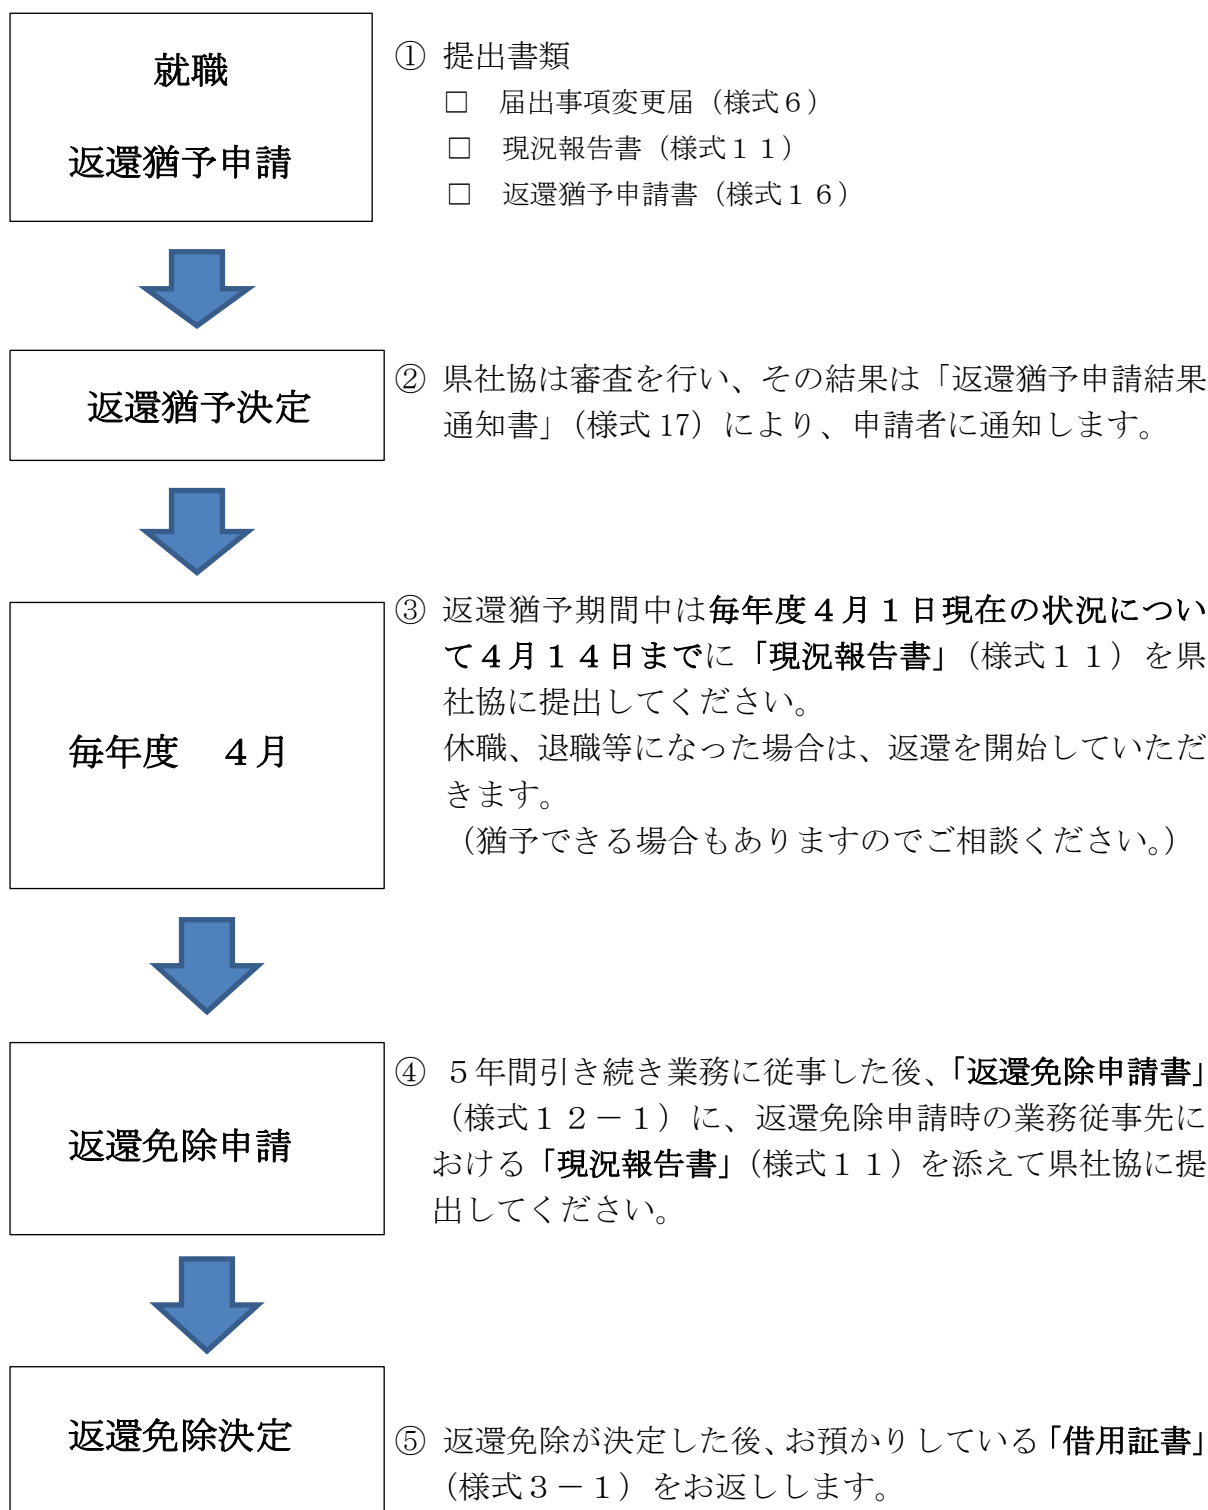 就職
返還猶予申請
① 提出書類
□ 届出事項変更届（様式６）
□ 現況報告書（様式１１）
□ 返還猶予申請書（様式１６）
返還猶予決定
② 県社協は審査を行い、その結果は「返還猶予申請結果
通知書」（様式 17）により、申請者に通知します。
毎年度　４月
③ 返還猶予期間中は毎年度４月１日現在の状況につい
て４月１４日までに「現況報告書」（様式１１）を県
社協に提出してください。
休職、退職等になった場合は、返還を開始していただ
きます。
（猶予できる場合もありますのでご相談ください。）
返還免除申請
④ ５年間引き続き業務に従事した後、「返還免除申請書」
（様式１２－１）に、返還免除申請時の業務従事先に
おける「現況報告書」（様式１１）を添えて県社協に提
出してください。
返還免除決定
⑤ 返還免除が決定した後、お預かりしている「借用証書」
（様式３－１）をお返しします。